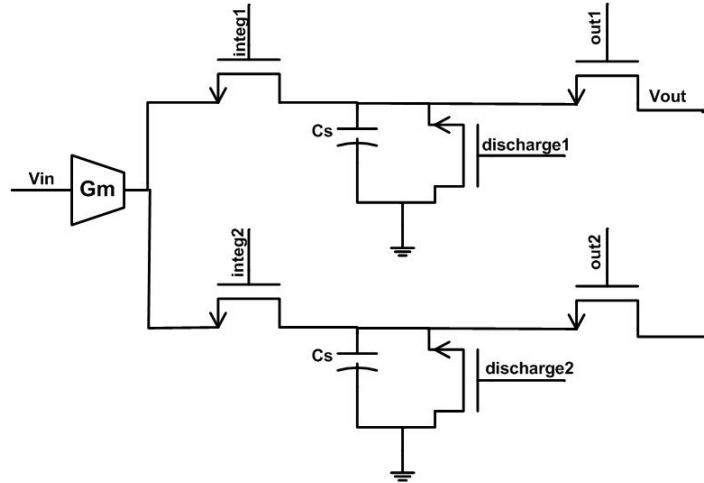 integ1
out1
Vout
Cs
discharge1
Vin
Gm
integ2
out2
Cs
discharge2